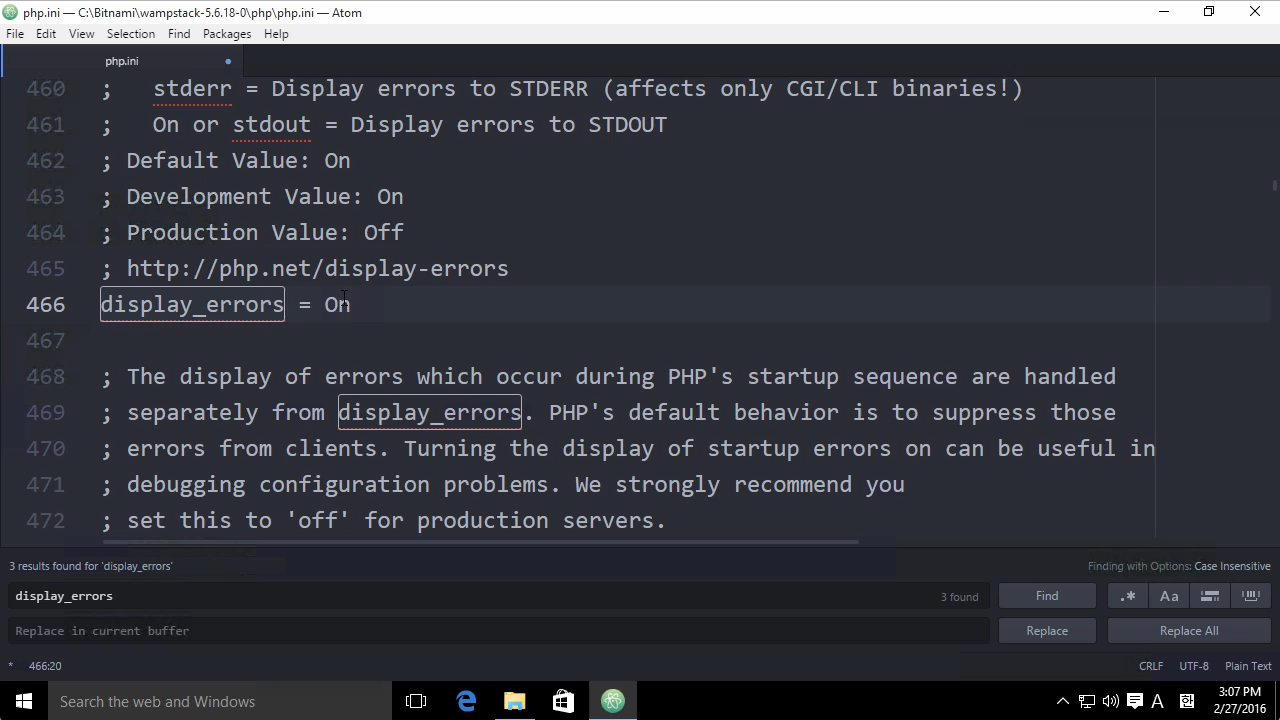 php.ini — C:\Bitnami\wampstack-5.6.18-0\php\php.ini — Atom
File Edit View Selection Find Packages Help
php.ini
460 ;   stderr = Display errors to STDERR (affects only CGI/CLI binaries!)
461 ;   On or stdout = Display errors to STDOUT
462 ; Default Value: On
463 ; Development Value: On
464 ; Production Value: Off
465 ; http://php.net/display-errors
466 display_errors = On
467
468 ; The display of errors which occur during PHP's startup sequence are handled
469 ; separately from display_errors. PHP's default behavior is to suppress those
470 ; errors from clients. Turning the display of startup errors on can be useful in
471 ; debugging configuration problems. We strongly recommend you
472 ; set this to 'off' for production servers.
3 results found for 'display_errors' Finding with Options: Case Insensitive
display_errors 3 found Find .* Aa
Replace in current buffer Replace Replace All
* 466:20 CRLF UTF-8 Plain Text
Search the web and Windows A 3:07 PM
2/27/2016